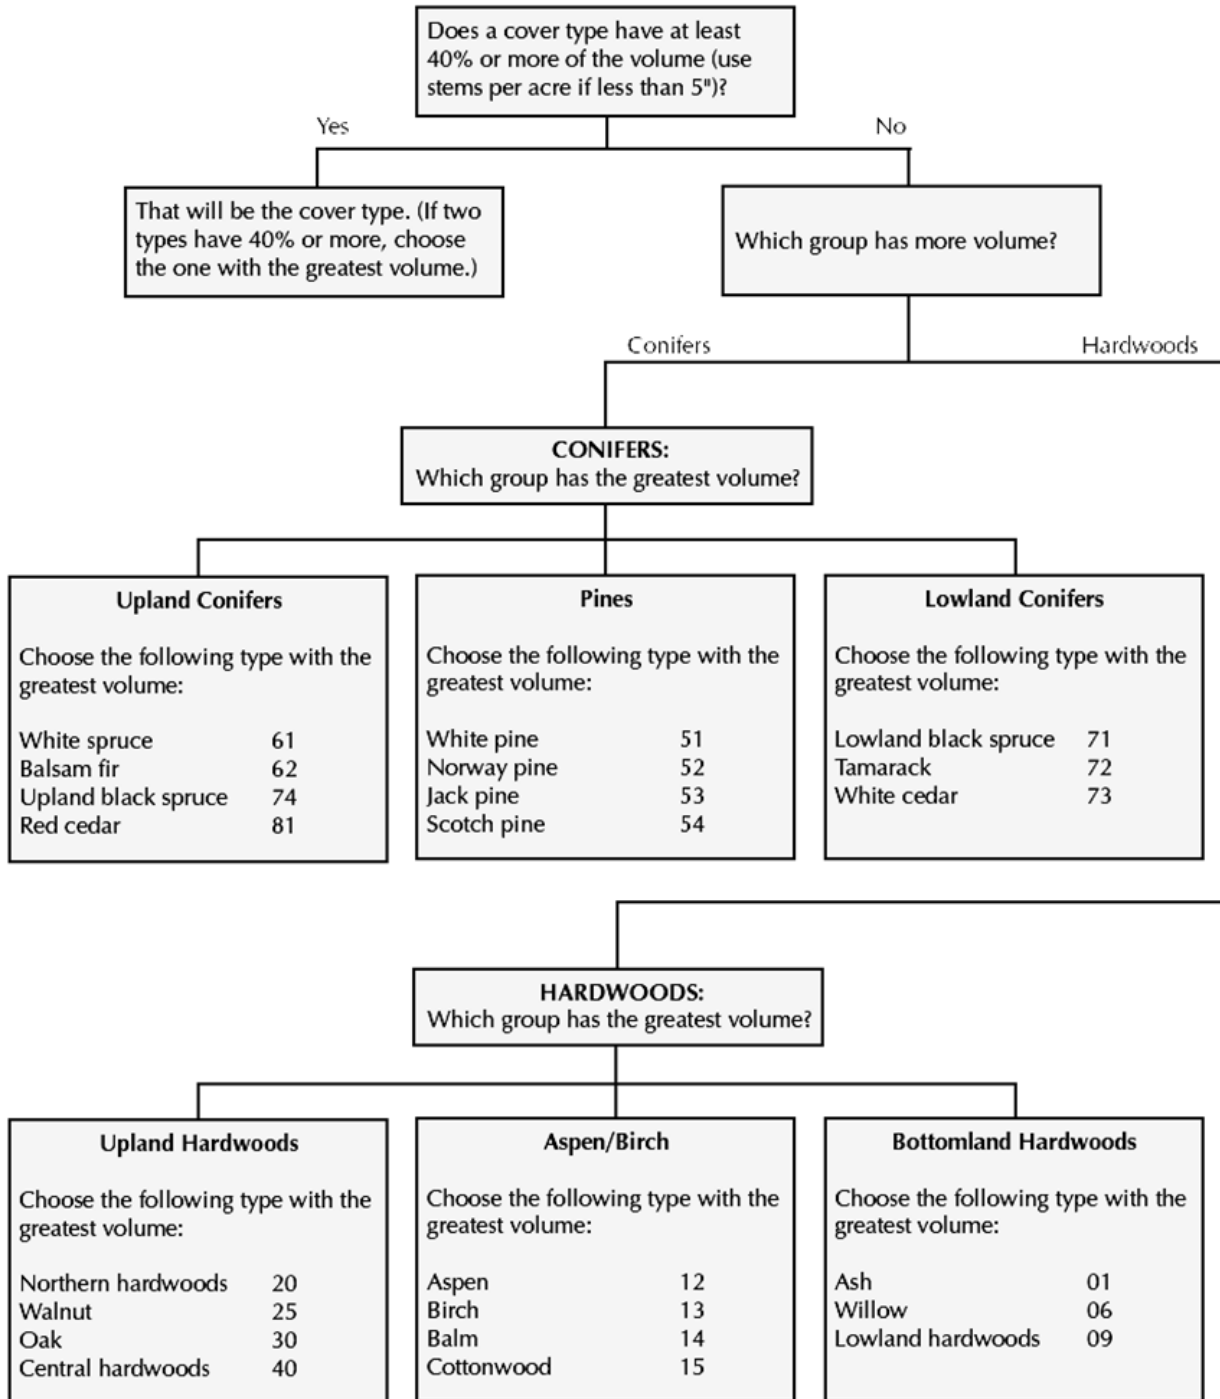 Does a cover type have at least
40% or more of the volume (use
stems per acre if less than 5")?
Yes
No
That will be the cover type. (If two
types have 40% or more, choose
the one with the greatest volume.)
Which group has more volume?
Conifers
Hardwoods
CONIFERS:
Which group has the greatest volume?
Upland Conifers
Choose the following type with the
greatest volume:
White spruce 61
Balsam fir 62
Upland black spruce 74
Red cedar 81
Pines
Choose the following type with the
greatest volume:
White pine 51
Norway pine 52
Jack pine 53
Scotch pine 54
Lowland Conifers
Choose the following type with the
greatest volume:
Lowland black spruce 71
Tamarack 72
White cedar 73
HARDWOODS:
Which group has the greatest volume?
Upland Hardwoods
Choose the following type with the
greatest volume:
Northern hardwoods 20
Walnut 25
Oak 30
Central hardwoods 40
Aspen/Birch
Choose the following type with the
greatest volume:
Aspen 12
Birch 13
Balm 14
Cottonwood 15
Bottomland Hardwoods
Choose the following type with the
greatest volume:
Ash 01
Willow 06
Lowland hardwoods 09